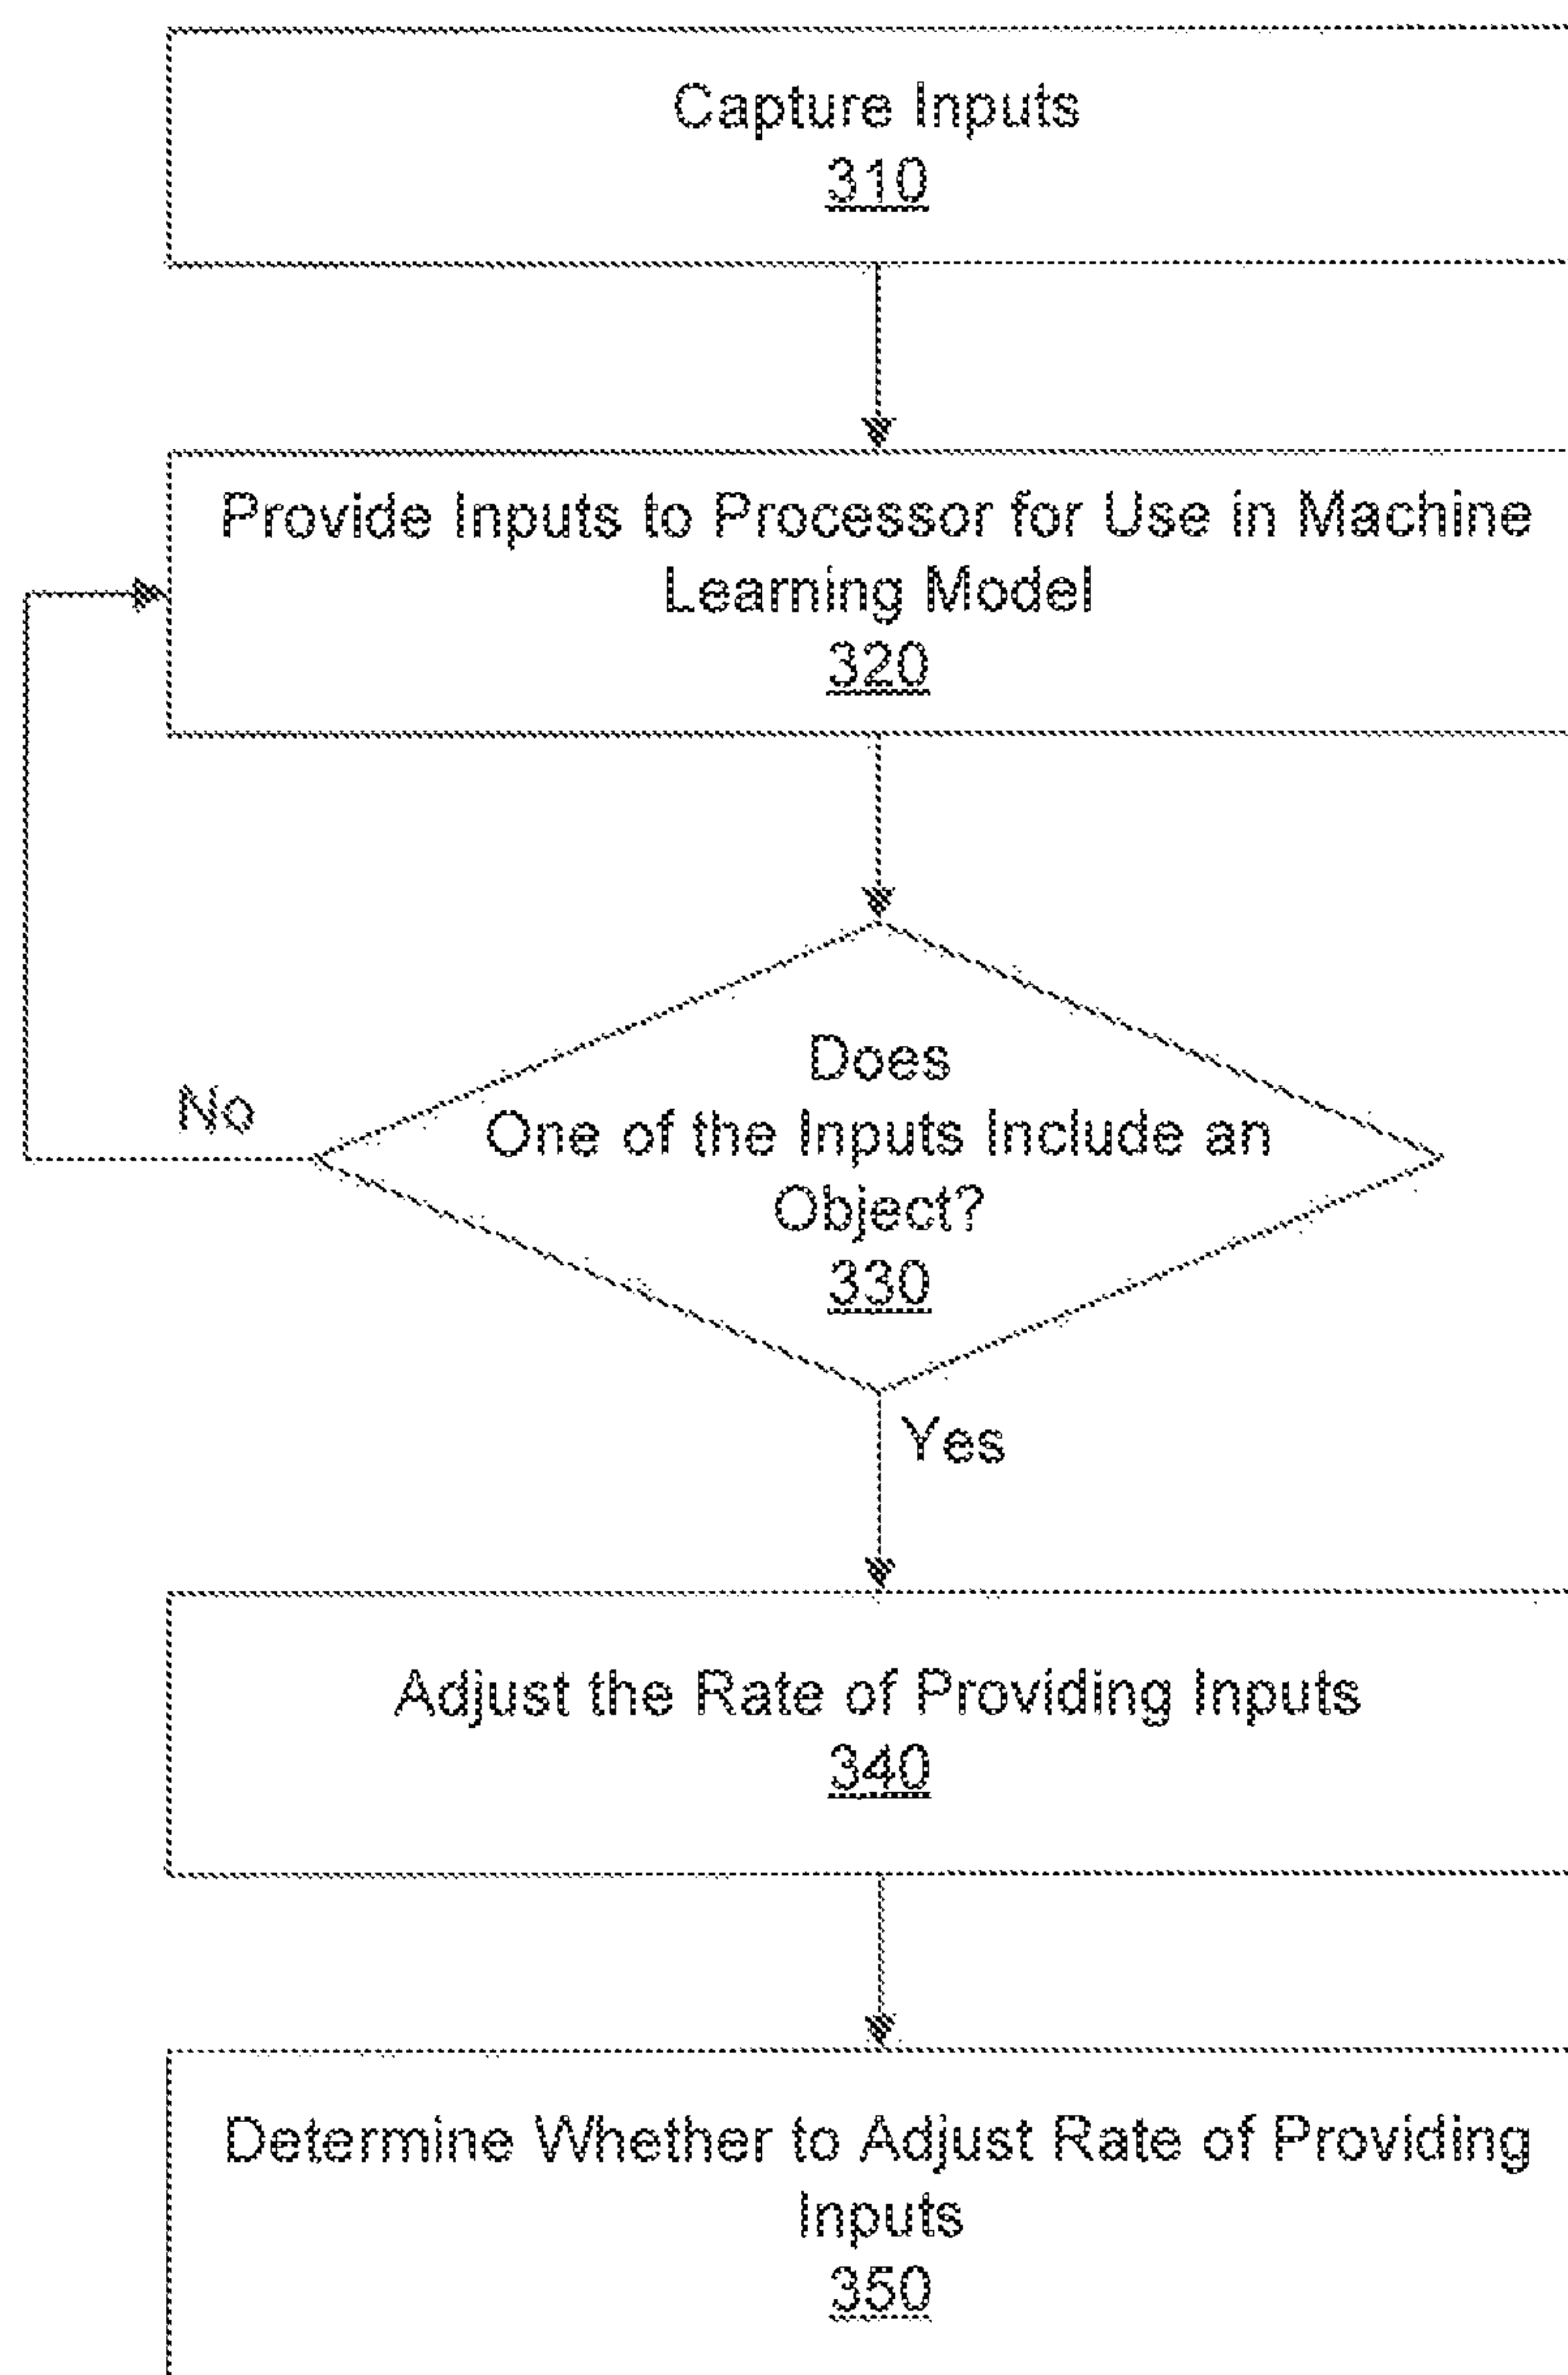 Capture Inputs
310
Provide Inputs to Processor for Use in Machine
Learning Model
320
Does
One of the Inputs Include an
Object?
330
No
Yes
Adjust the Rate of Providing Inputs
340
Determine Whether to Adjust Rate of Providing
Inputs
350